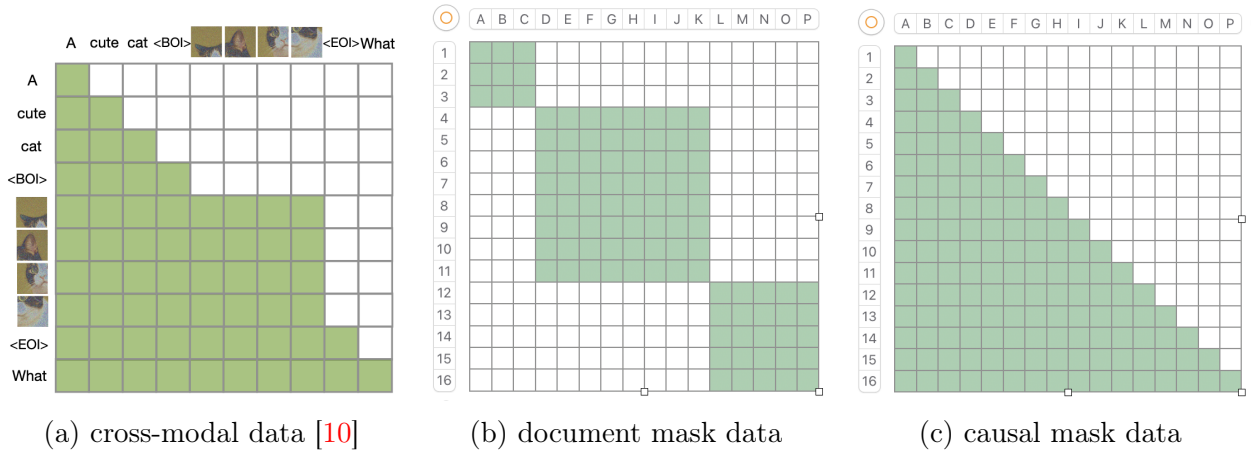 A cute cat <BOI> <EOI> What
A
cute
cat
<BOI>
<EOI>
What
A B C D E F G H I J K L M N O P
1
2
3
4
5
6
7
8
9
10
11
12
13
14
15
16
A B C D E F G H I J K L M N O P
1
2
3
4
5
6
7
8
9
10
11
12
13
14
15
16
(a) cross-modal data [10]
(b) document mask data
(c) causal mask data